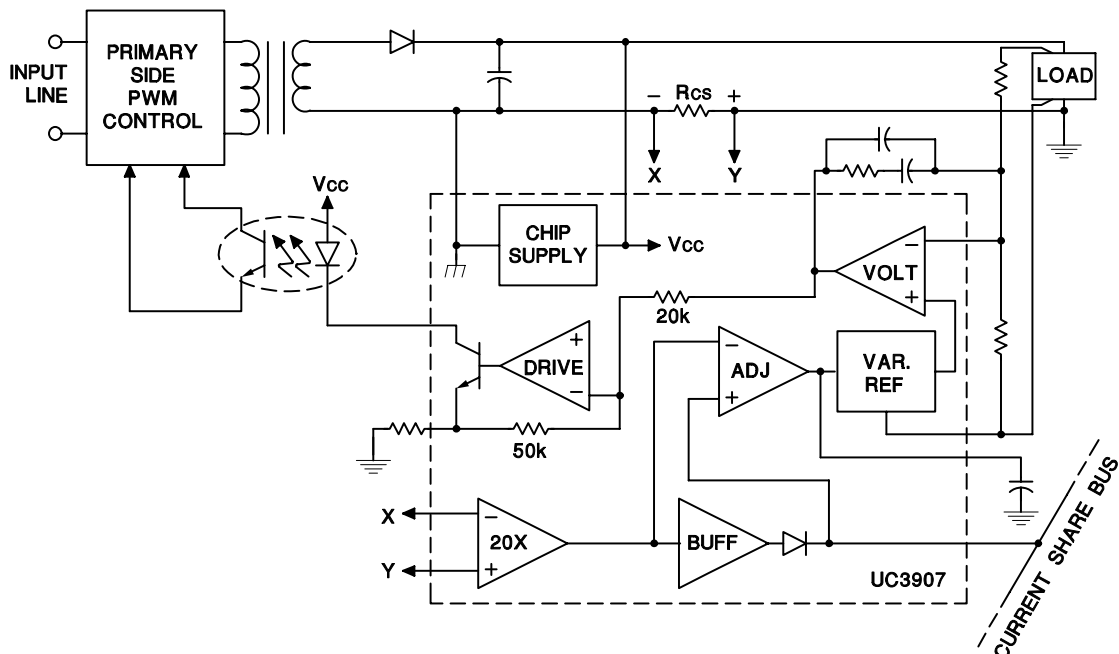 PRIMARY
SIDE
PWM
CONTROL
INPUT
LINE
LOAD
− RCS +
X Y
VCC
CHIP
SUPPLY
VCC
−
VOLT
+
20k
+
DRIVE
−
−
ADJ
+
VAR.
REF
50k
X
−
20X
Y
+
BUFF
UC3907
CURRENT SHARE BUS